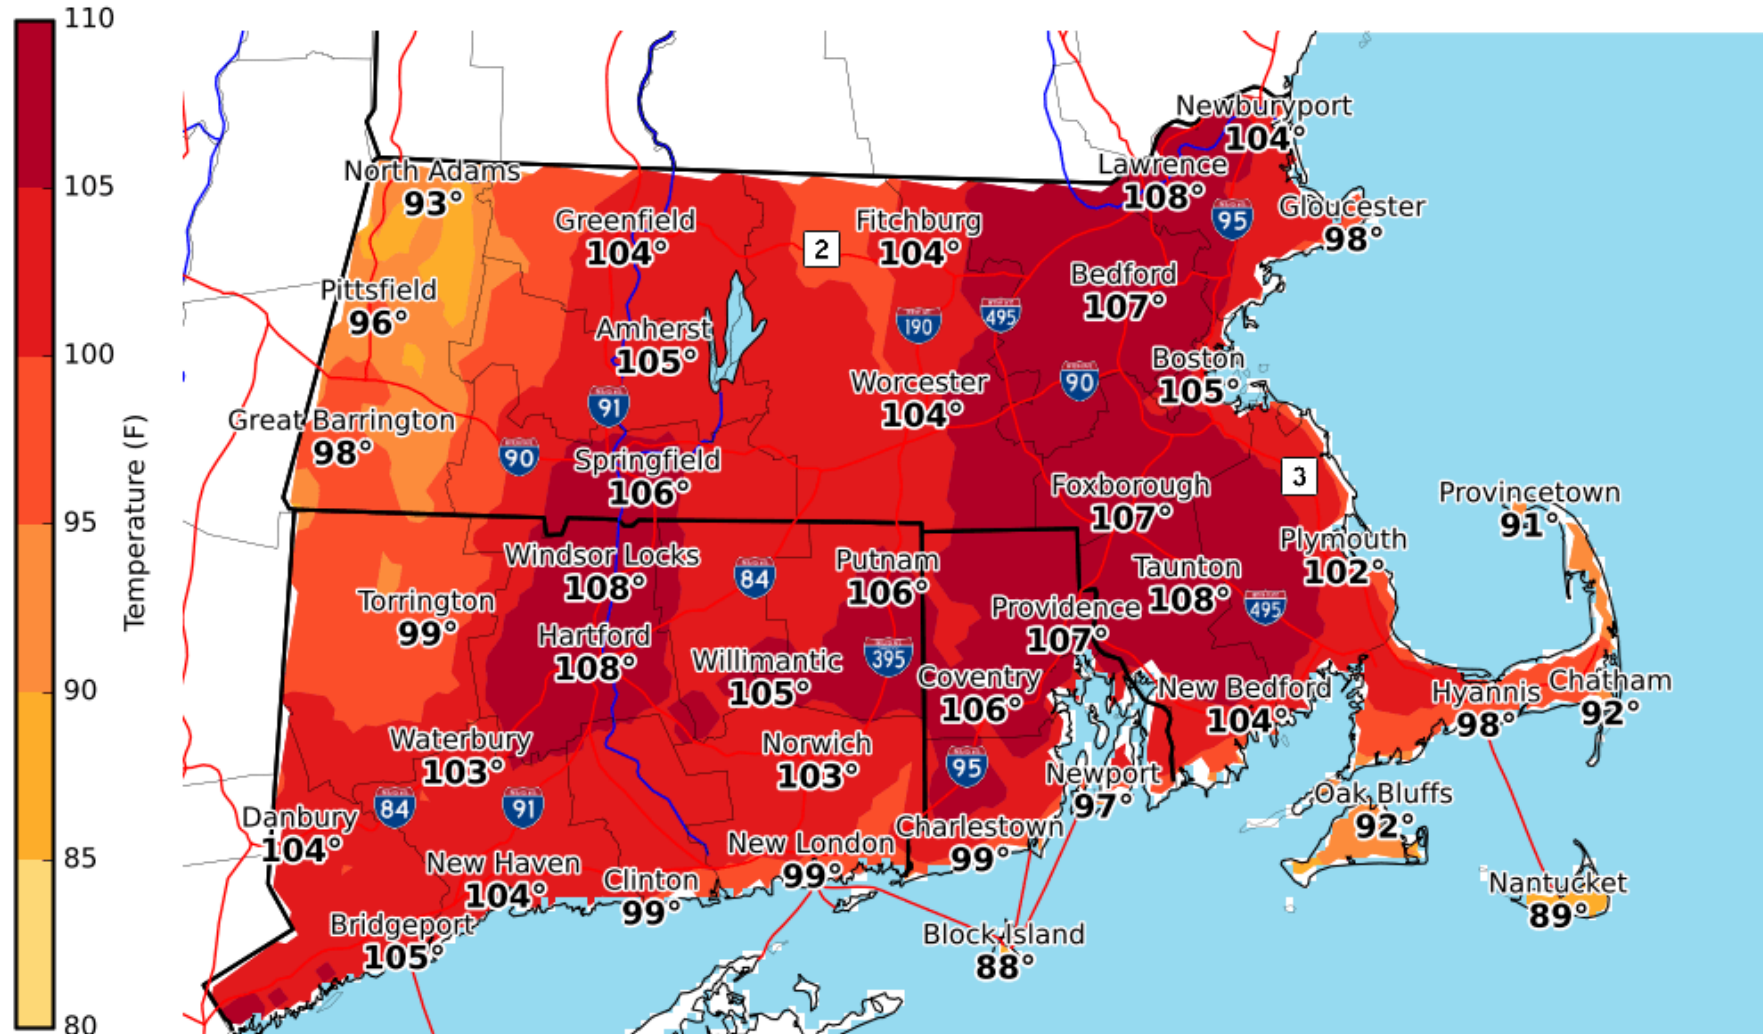 110
105
100
95
90
85
80
Temperature (F)
Newburyport
104°
North Adams
93°
Lawrence
108°
Greenfield
104°
Fitchburg
104°
95
Gloucester
98°
2
Bedford
107°
Pittsfield
96°
190
495
Amherst
105°
Boston
105°
Worcester
104°
90
91
Great Barrington
98°
90
Springfield
106°
Foxborough
107°
3
Provincetown
91°
Windsor Locks
108°
84
Putnam
106°
Plymouth
102°
Taunton
108°
495
Torrington
99°
Providence
107°
Hartford
108°
395
Willimantic
105°
Coventry
106°
New Bedford
104°
Hyannis
98°
Chatham
92°
Waterbury
103°
Norwich
103°
95
Newport
97°
84
91
Oak Bluffs
92°
Danbury
104°
New London
99°
Charlestown
99°
New Haven
104°
Clinton
99°
Nantucket
89°
Bridgeport
105°
Block Island
88°